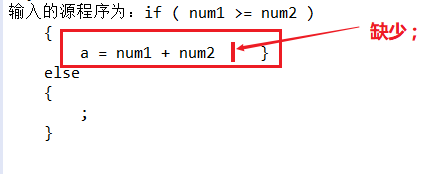 输入的源程序为：if ( num1 >= num2 )
{
a = num1 + num2 }
缺少；
else
{
;
}